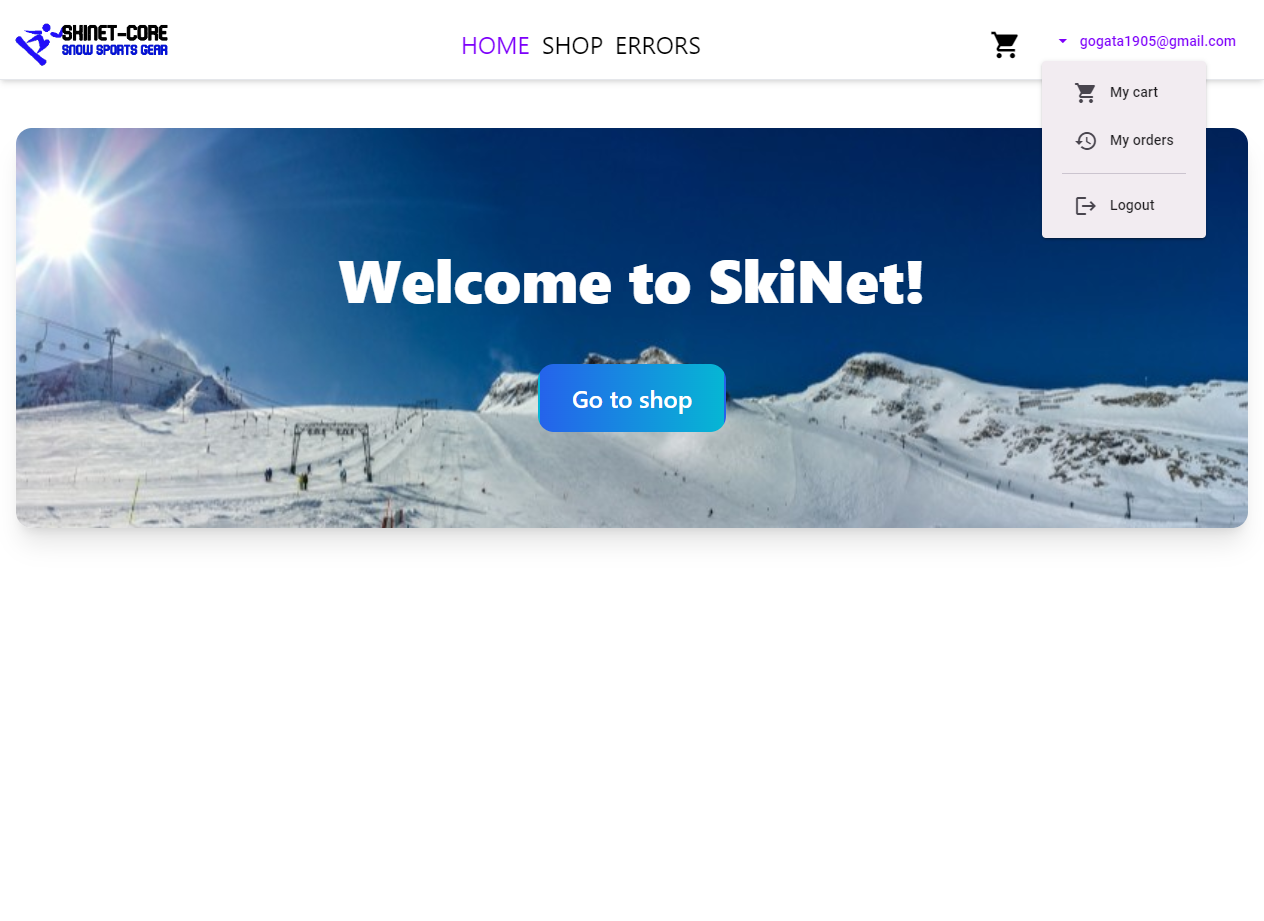 SKINET-CORE
SNOW SPORTS GEAR
HOME SHOP ERRORS
gogata1905@gmail.com
My cart
My orders
Logout
Welcome to SkiNet!
Go to shop